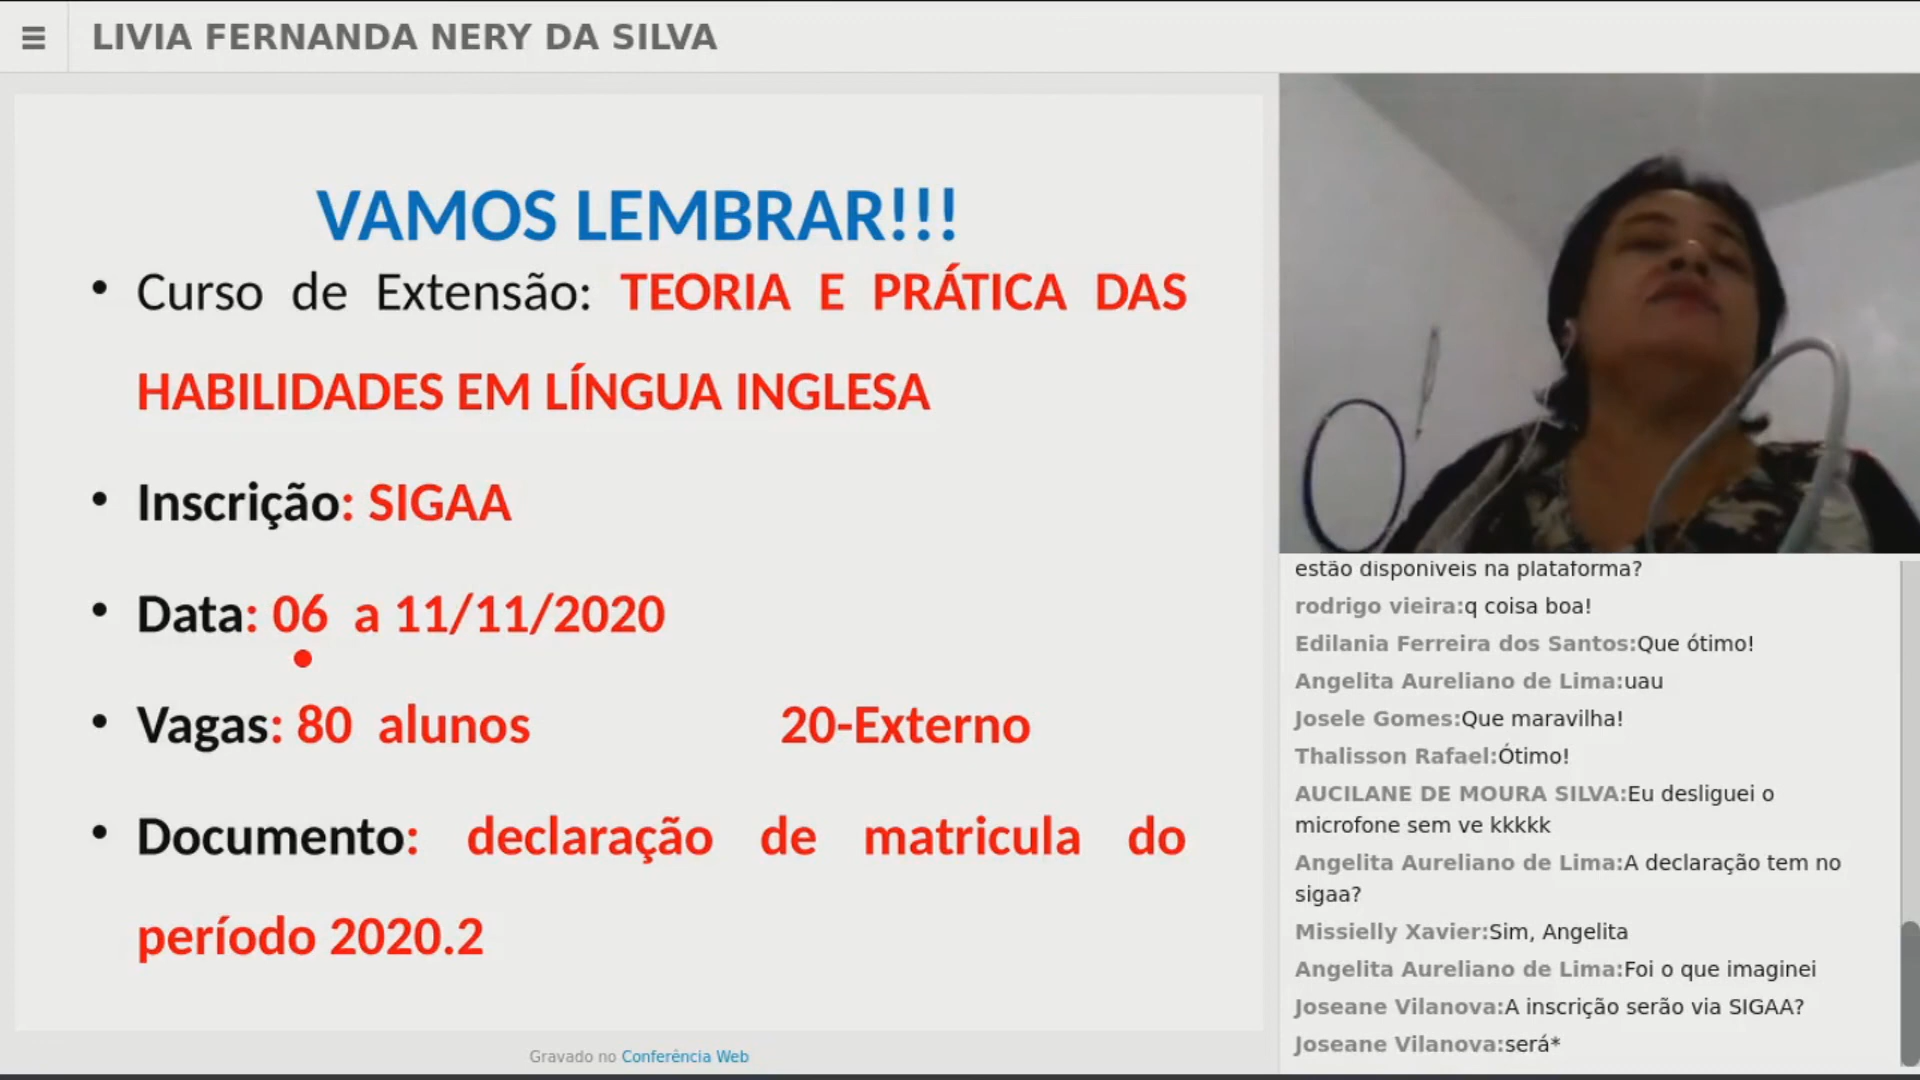 LIVIA FERNANDA NERY DA SILVA
VAMOS LEMBRAR!!!
• Curso de Extensão: TEORIA E PRÁTICA DAS
HABILIDADES EM LÍNGUA INGLESA
• Inscrição: SIGAA
• Data: 06 a 11/11/2020
• Vagas: 80 alunos 20-Externo
• Documento: declaração de matricula do
período 2020.2
Gravado no Conferência Web
estão disponíveis na plataforma?
rodrigo vieira:q coisa boa!
Edilania Ferreira dos Santos:Que ótimo!
Angelita Aureliano de Lima:uau
Josele Gomes:Que maravilha!
Thalisson Rafael:Ótimo!
AUCILANE DE MOURA SILVA:Eu desliguei o
microfone sem ve kkkkk
Angelita Aureliano de Lima:A declaração tem no
sigaa?
Missielly Xavier:Sim, Angelita
Angelita Aureliano de Lima:Foi o que imaginei
Joseane Vilanova:A inscrição serão via SIGAA?
Joseane Vilanova:será*